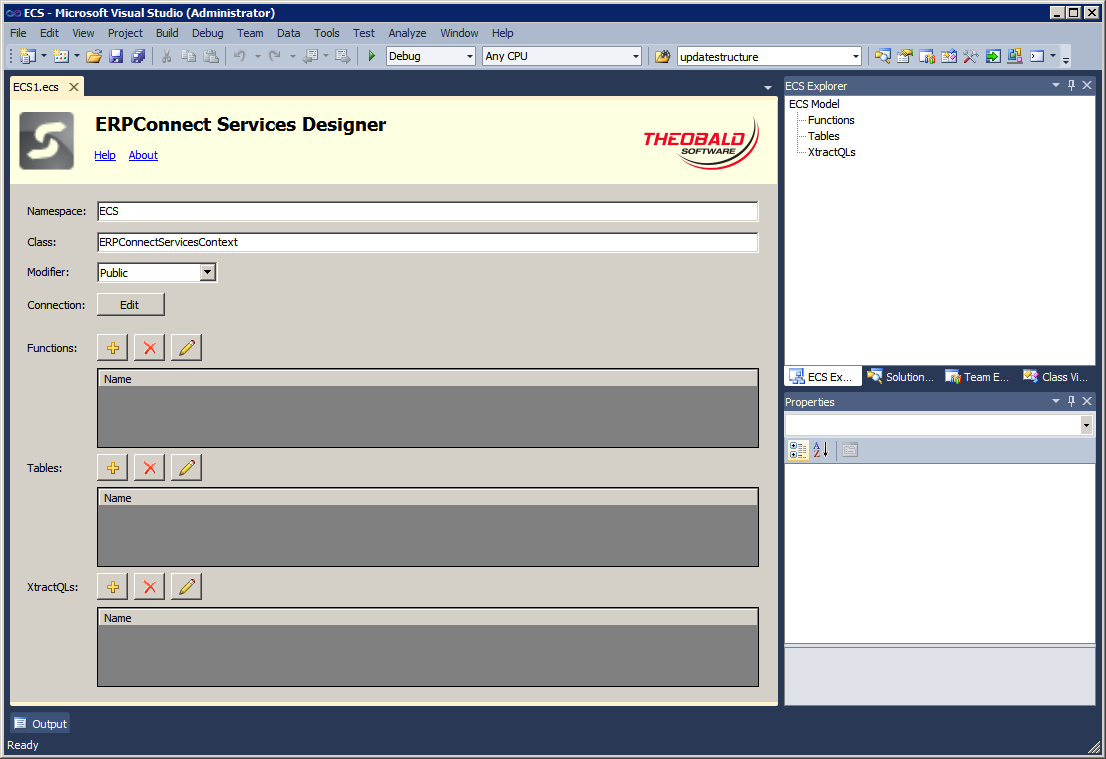 ECS - Microsoft Visual Studio (Administrator)
File Edit View Project Build Debug Team Data Tools Test Analyze Window Help
Debug Any CPU updatestructure
ECS1.ecs
ERPConnect Services Designer
Help About
THEOBALD
SOFTWARE
Namespace: ECS
Class: ERPConnectServicesContext
Modifier: Public
Connection: Edit
Functions:
Name
Tables:
Name
XtractQLs:
Name
ECS Explorer
ECS Model
Functions
Tables
XtractQLs
ECS Ex... Solution... Team E... Class Vi...
Properties
A
Z
Output
Ready